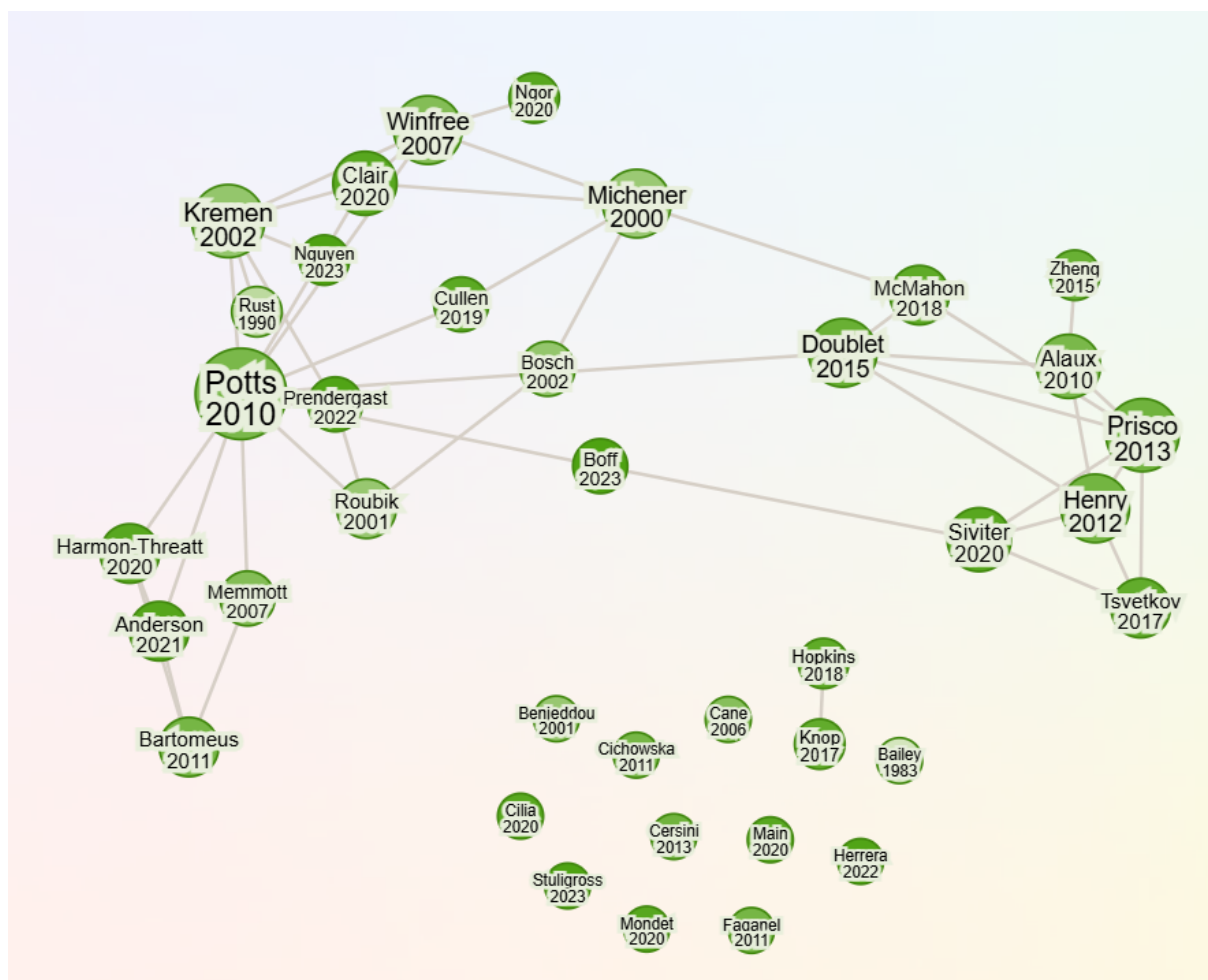 Ngor
2020
Winfree
2007
Clair
2020
Michener
2000
Kremen
2002
Nguyen
2023
Zheng
2015
McMahon
2018
Rust
1990
Cullen
2019
Doublet
2015
Alaux
2010
Bosch
2002
Potts
2010
Prendergast
2022
Prisco
2013
Boff
2023
Roubik
2001
Henry
2012
Siviter
2020
Harmon-Threatt
2020
Memmott
2007
Tsvetkov
2017
Anderson
2021
Hopkins
2018
Benjeddou
2001
Cane
2006
Bartomeus
2011
Knop
2017
Cichowska
2011
Bailey
1983
Cilia
2020
Cersini
2013
Main
2020
Herrera
2022
Stuligross
2023
Mondet
2020
Faganel
2011